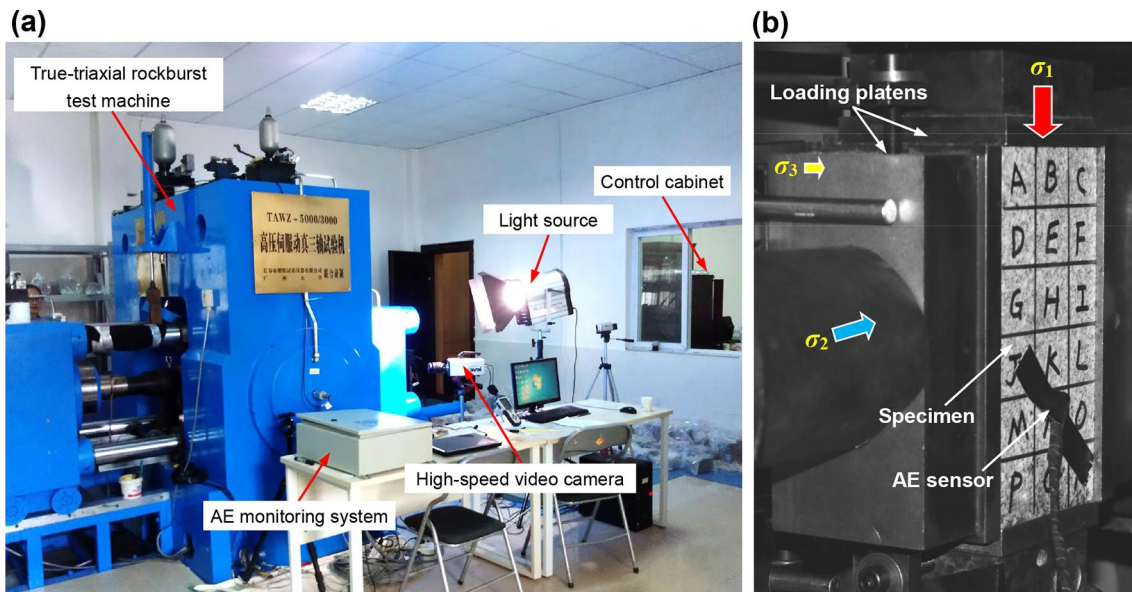 (a)
True-triaxial rockburst
test machine
TAWZ-5000/3000
高压伺服动真三轴试验机
Light source
Control cabinet
High-speed video camera
AE monitoring system
(b)
σ1
Loading platens
σ3
σ2
A B C
D E F
G H I
J K L
M
P
Specimen
AE sensor